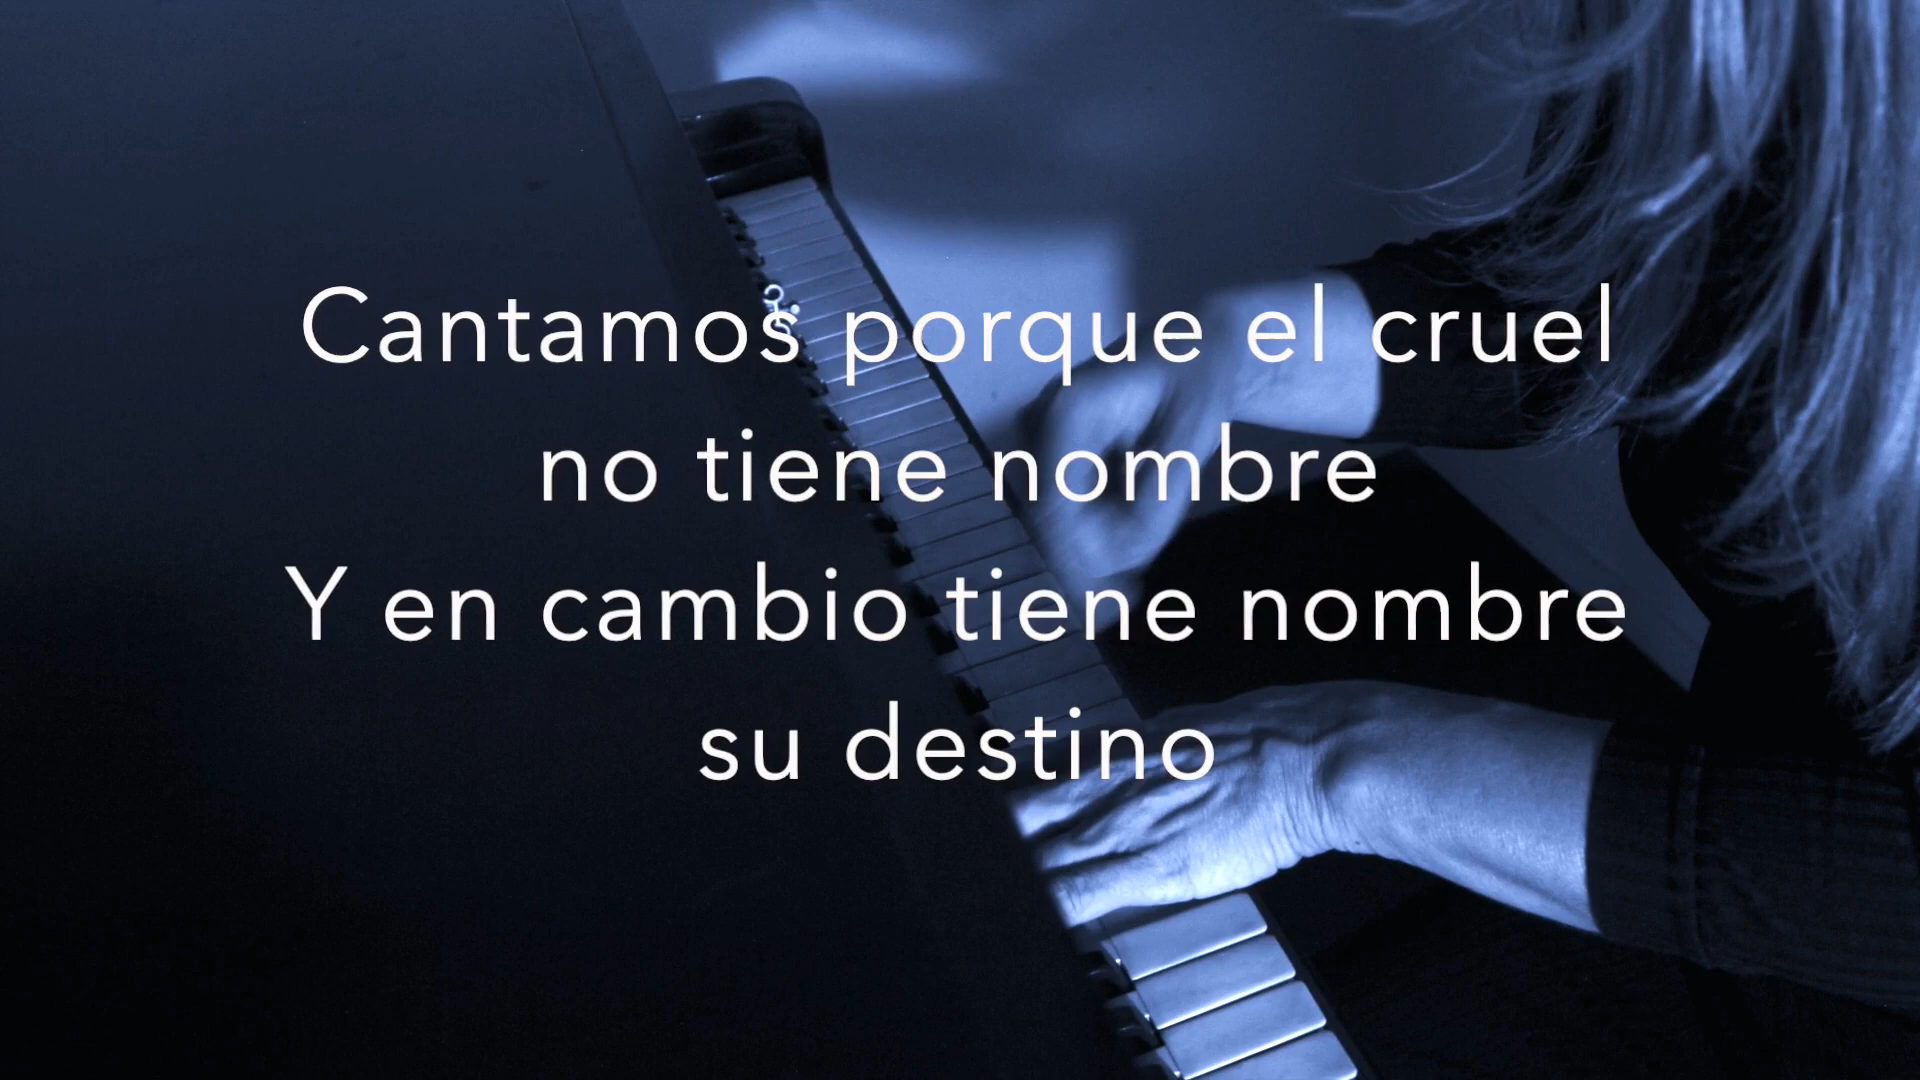 Cantamos porque el cruel
no tiene nombre
Y en cambio tiene nombre
su destino